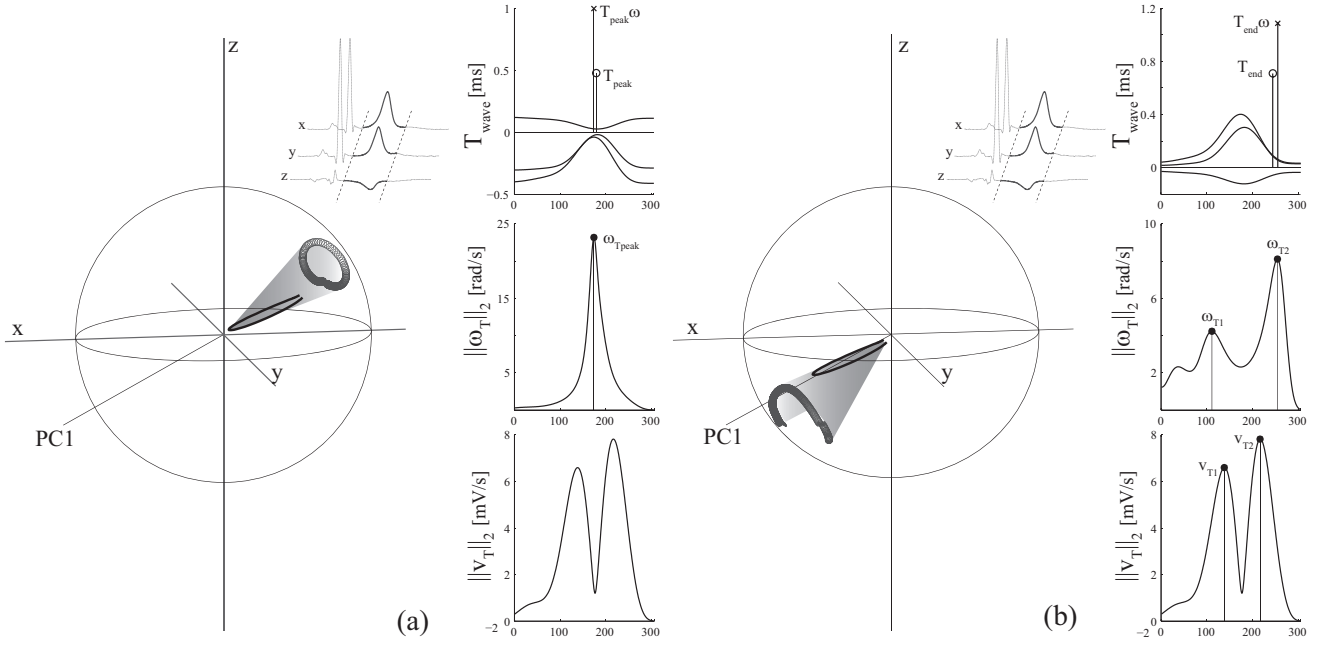 z
x
y
z
x
y
PC1
(a)
T_wave [ms]
1
0.5
0
−0.5
0 100 200 300
T_peak ω
T_peak
||ω_T||_2 [rad/s]
25
15
5
0 100 200 300
ω_Tpeak
||v_T||_2 [mV/s]
8
6
4
2
0
−2
0 100 200 300
z
x
y
z
x
y
PC1
(b)
T_wave [ms]
1.2
0.8
0.4
0
0 100 200 300
T_end ω
T_end
||ω_T||_2 [rad/s]
10
8
6
4
2
0 100 200 300
ω_T1
ω_T2
||v_T||_2 [mV/s]
8
6
4
2
0
−2
0 100 200 300
v_T1
v_T2